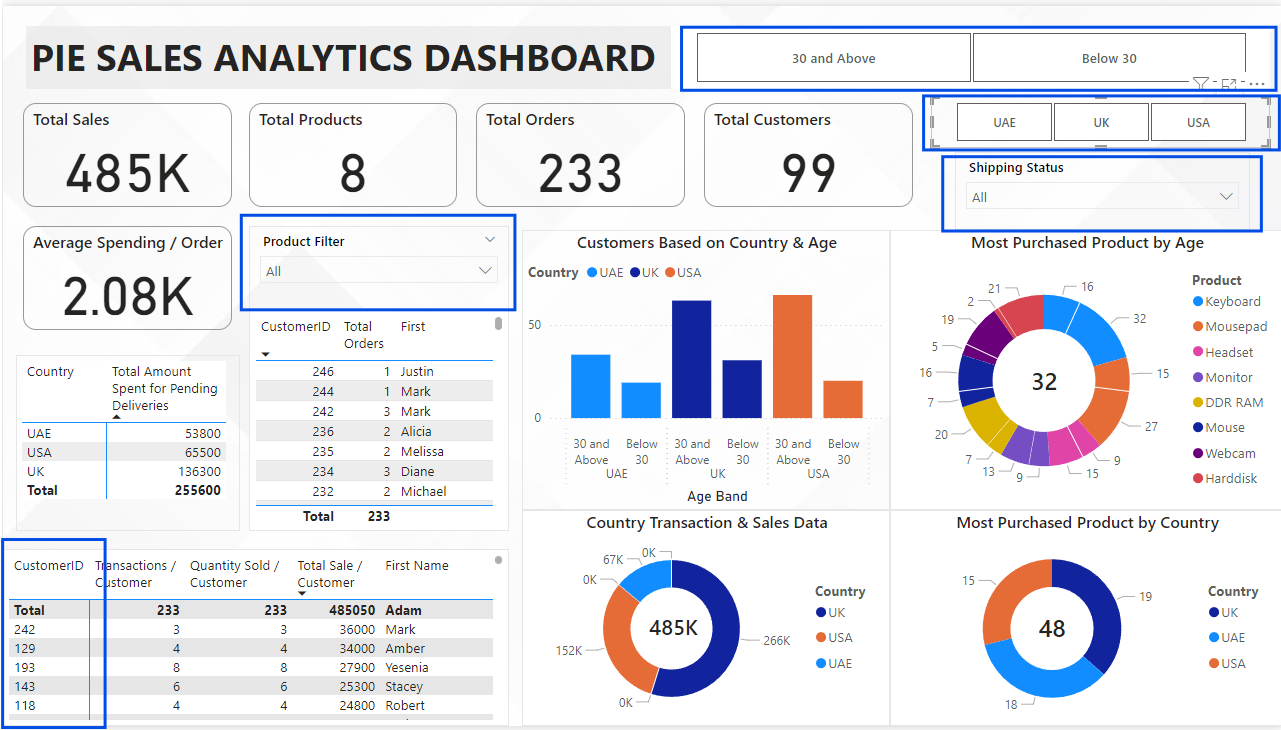 PIE SALES ANALYTICS DASHBOARD
30 and Above
Below 30
UAE
UK
USA
Total Sales
485K
Total Products
8
Total Orders
233
Total Customers
99
Shipping Status
All
Average Spending / Order
2.08K
Product Filter
All
CustomerID Total Orders First
246 1 Justin
244 1 Mark
242 3 Mark
236 2 Alicia
235 2 Melissa
234 3 Diane
232 2 Michael
Total 233
Country Total Amount Spent for Pending Deliveries
UAE 53800
USA 65500
UK 136300
Total 255600
Customers Based on Country & Age
Country UAE UK USA
50
0
30 and Above
Below 30
30 and Above
Below 30
30 and Above
Below 30
UAE UK USA
Age Band
Most Purchased Product by Age
21
16
2
32
19
5
15
16
32
7
27
20
7
9
13
15
9
Product
Keyboard
Mousepad
Headset
Monitor
DDR RAM
Mouse
Webcam
Harddisk
CustomerID Transactions / Customer Quantity Sold / Customer Total Sale / Customer First Name
Total 233 233 485050 Adam
242 3 3 36000 Mark
129 4 4 34000 Amber
193 8 8 27900 Yesenia
143 6 6 25300 Stacey
118 4 4 24800 Robert
Country Transaction & Sales Data
0K
67K
0K
485K
266K
152K
0K
Country
UK
USA
UAE
Most Purchased Product by Country
15
19
48
18
Country
UK
UAE
USA